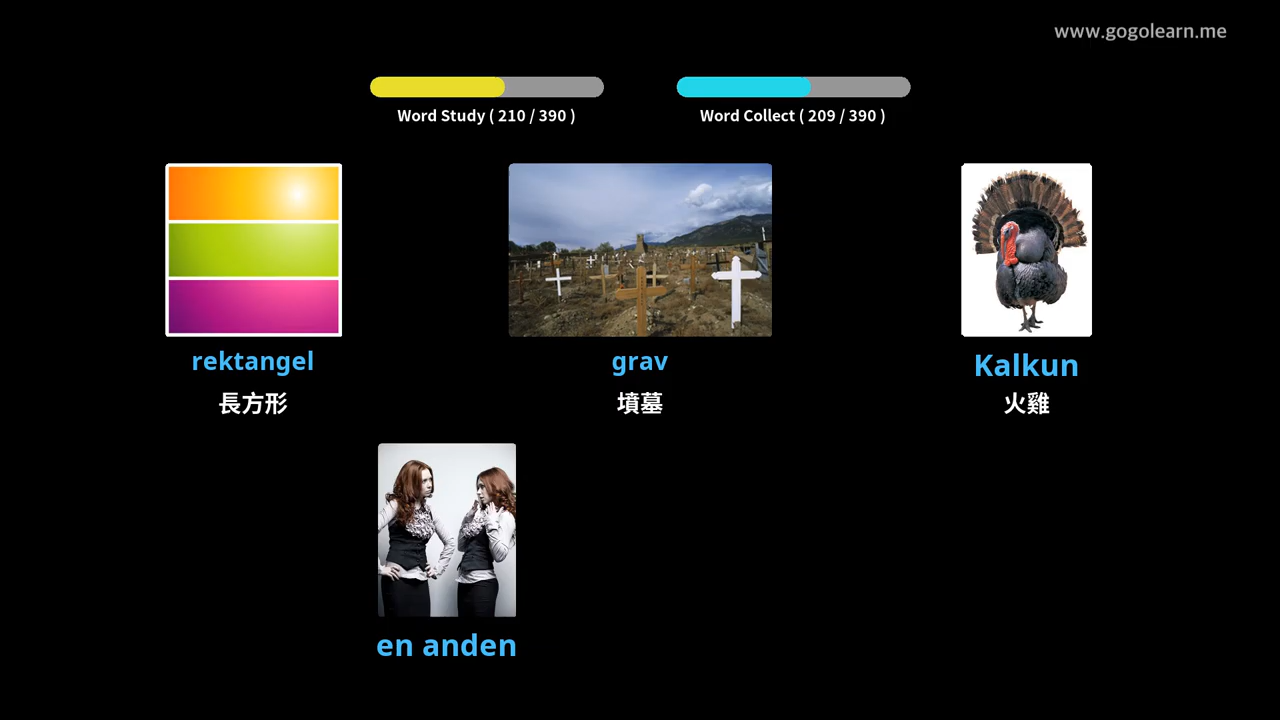 www.gogolearn.me
Word Study ( 210 / 390 )
Word Collect ( 209 / 390 )
rektangel
長方形
grav
墳墓
Kalkun
火雞
en anden